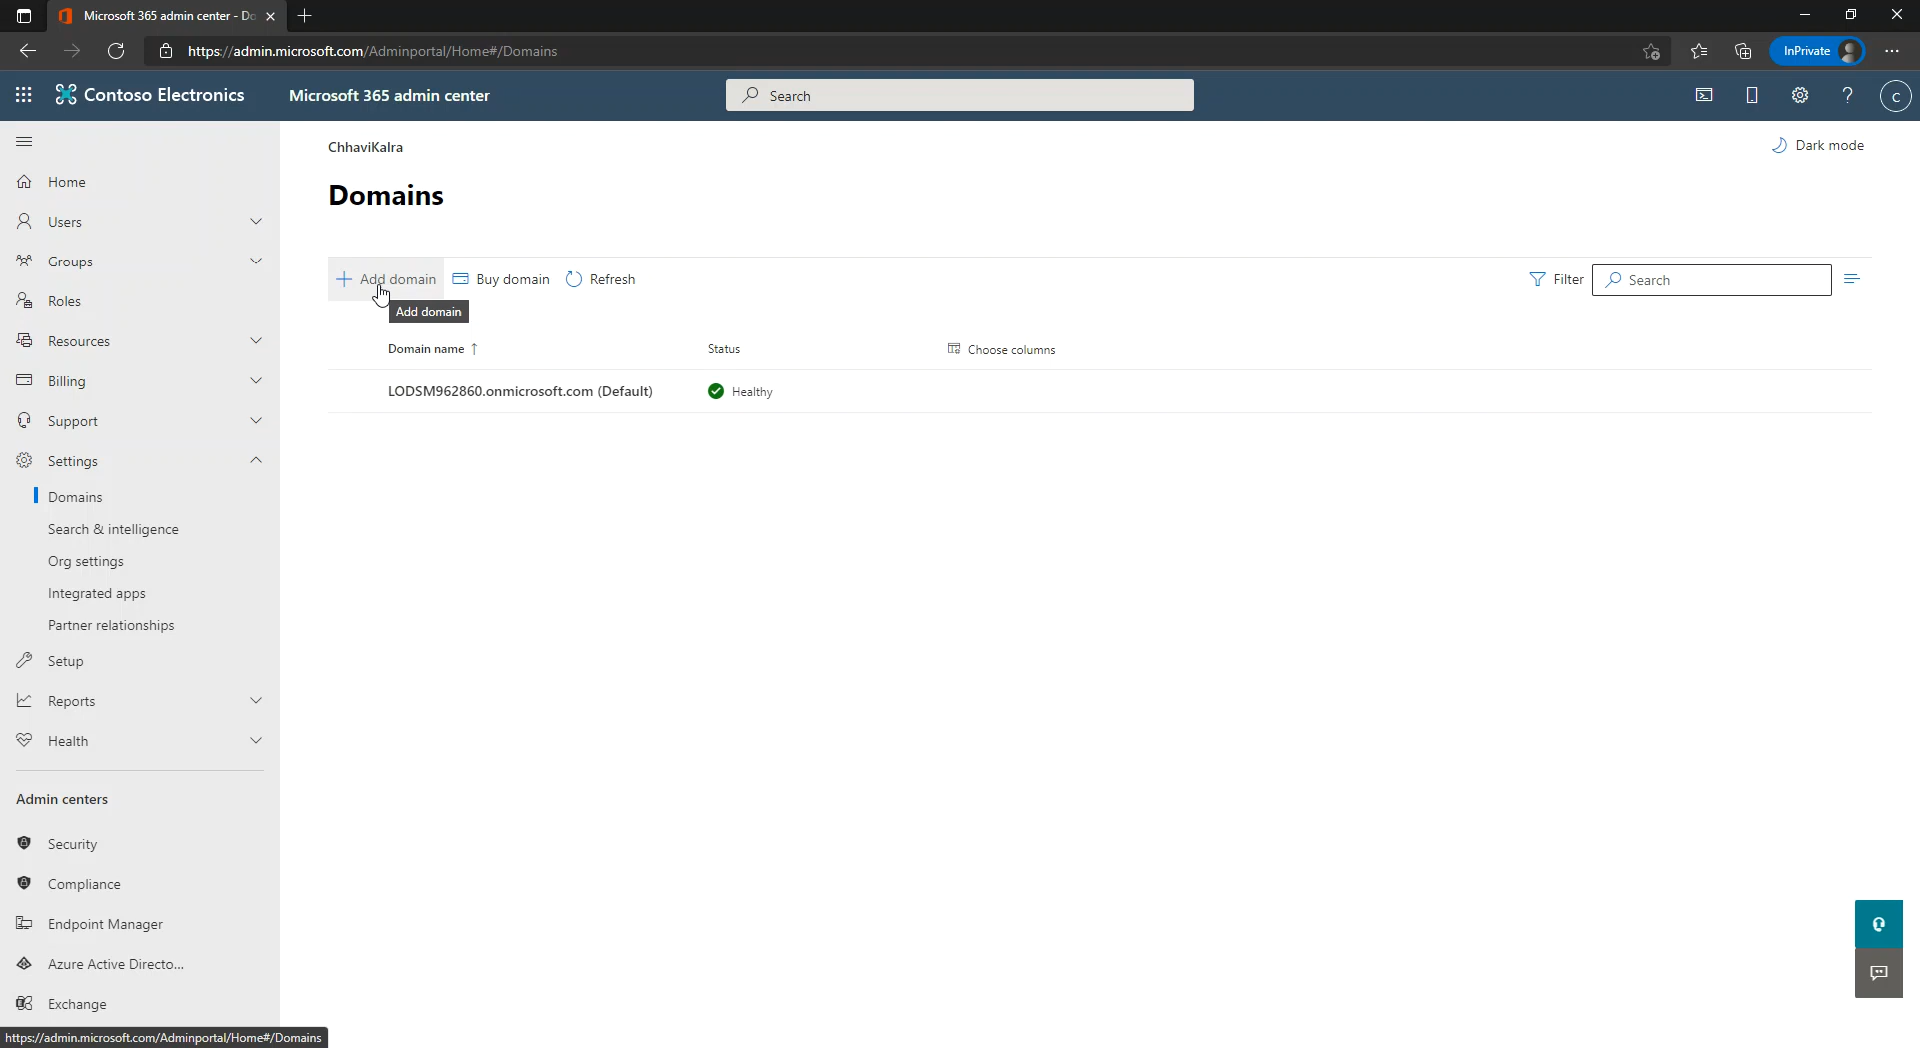 Microsoft 365 admin center - Do
https://admin.microsoft.com/Adminportal/Home#/Domains
InPrivate
Contoso Electronics
Microsoft 365 admin center
Search
C
ChhaviKalra
Dark mode
Domains
Home
Users
Groups
Roles
Resources
Billing
Support
Settings
Domains
Search & intelligence
Org settings
Integrated apps
Partner relationships
Setup
Reports
Health
Admin centers
Security
Compliance
Endpoint Manager
Azure Active Directo...
Exchange
Add domain
Buy domain
Refresh
Filter
Search
Add domain
Domain name ↑
Status
Choose columns
LODSM962860.onmicrosoft.com (Default)
Healthy
https://admin.microsoft.com/Adminportal/Home#/Domains